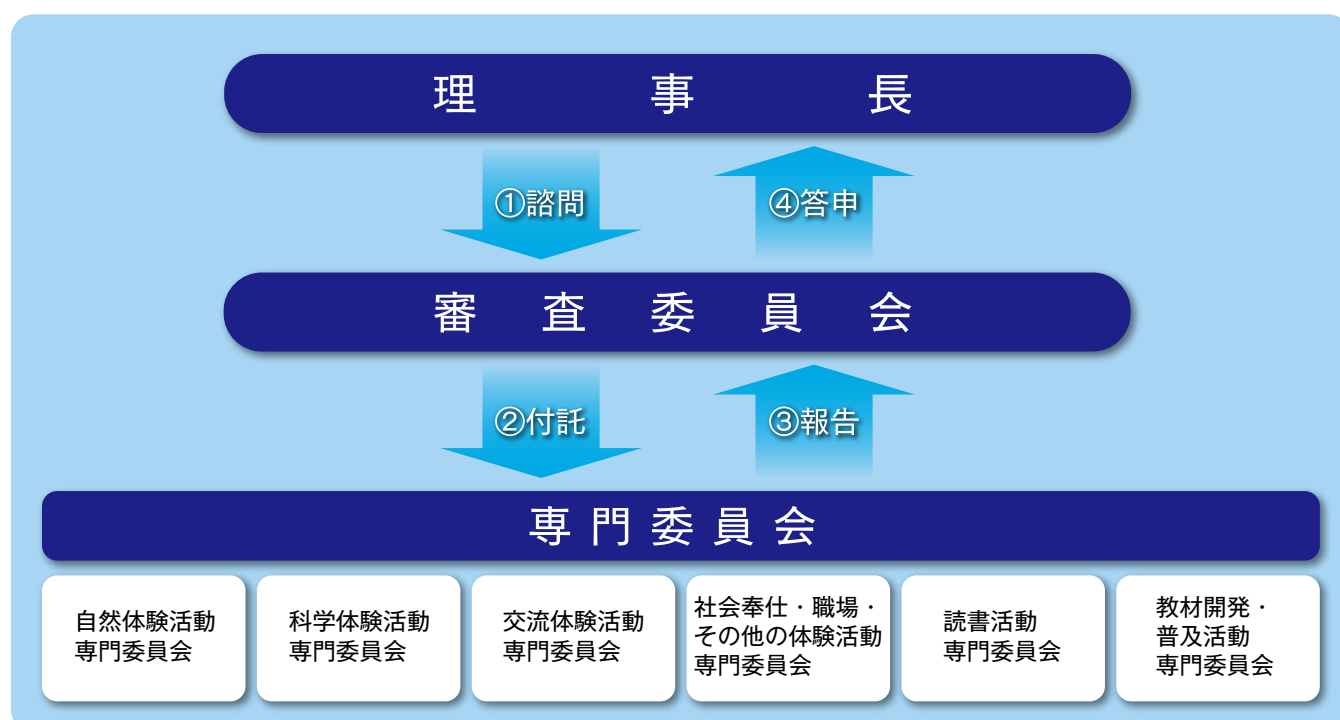 理事長
①諮問
④答申
審査委員会
②付託
③報告
専門委員会
自然体験活動
専門委員会
科学体験活動
専門委員会
交流体験活動
専門委員会
社会奉仕・職場・
その他の体験活動
専門委員会
読書活動
専門委員会
教材開発・
普及活動
専門委員会